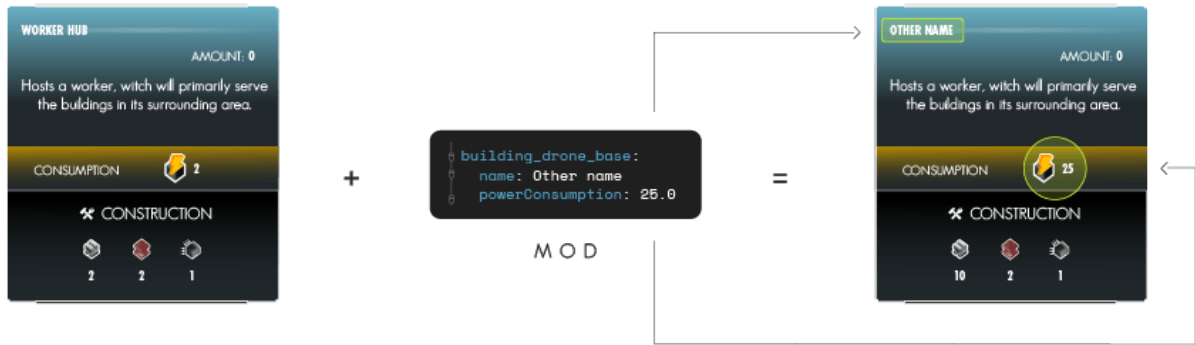 WORKER HUB
AMOUNT: 0
Hosts a worker, witch will primarily serve
the buildings in its surrounding area.
CONSUMPTION 2
CONSTRUCTION
2 2 1
+
building_drone_base:
name: Other name
powerConsumption: 25.0
MOD
=
OTHER NAME
AMOUNT: 0
Hosts a worker, witch will primarily serve
the buildings in its surrounding area.
CONSUMPTION 25
CONSTRUCTION
10 2 1